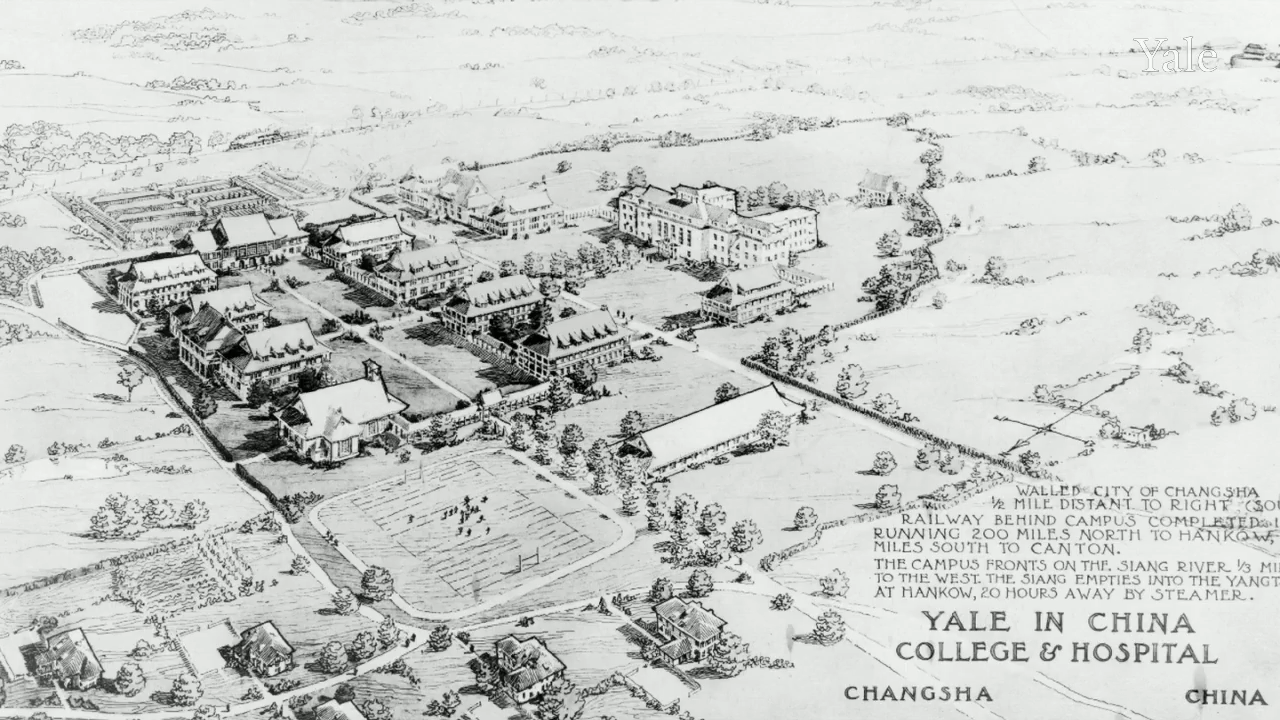 Yale
WALLED CITY OF CHANGSHA
½ MILE DISTANT TO RIGHT
RAILWAY BEHIND CAMPUS COMPLETED
RUNNING 200 MILES NORTH TO HANKOW,
MILES SOUTH TO CANTON.
THE CAMPUS FRONTS ON THE SIANG RIVER ⅓
TO THE WEST. THE SIANG EMPTIES INTO THE
AT HANKOW, 20 HOURS AWAY BY STEAMER.
YALE IN CHINA
COLLEGE & HOSPITAL
CHANGSHA CHINA